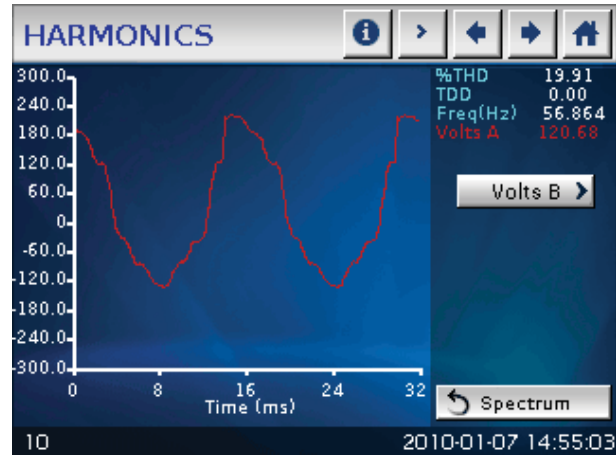 HARMONICS
300.0
240.0
180.0
120.0
60.0
0
-60.0
-120.0
-180.0
-240.0
-300.0
0 8 16 24 32
Time (ms)
%THD 19.91
TDD 0.00
Freq(Hz) 56.864
Volts A 120.68
Volts B
Spectrum
10 2010-01-07 14:55:03